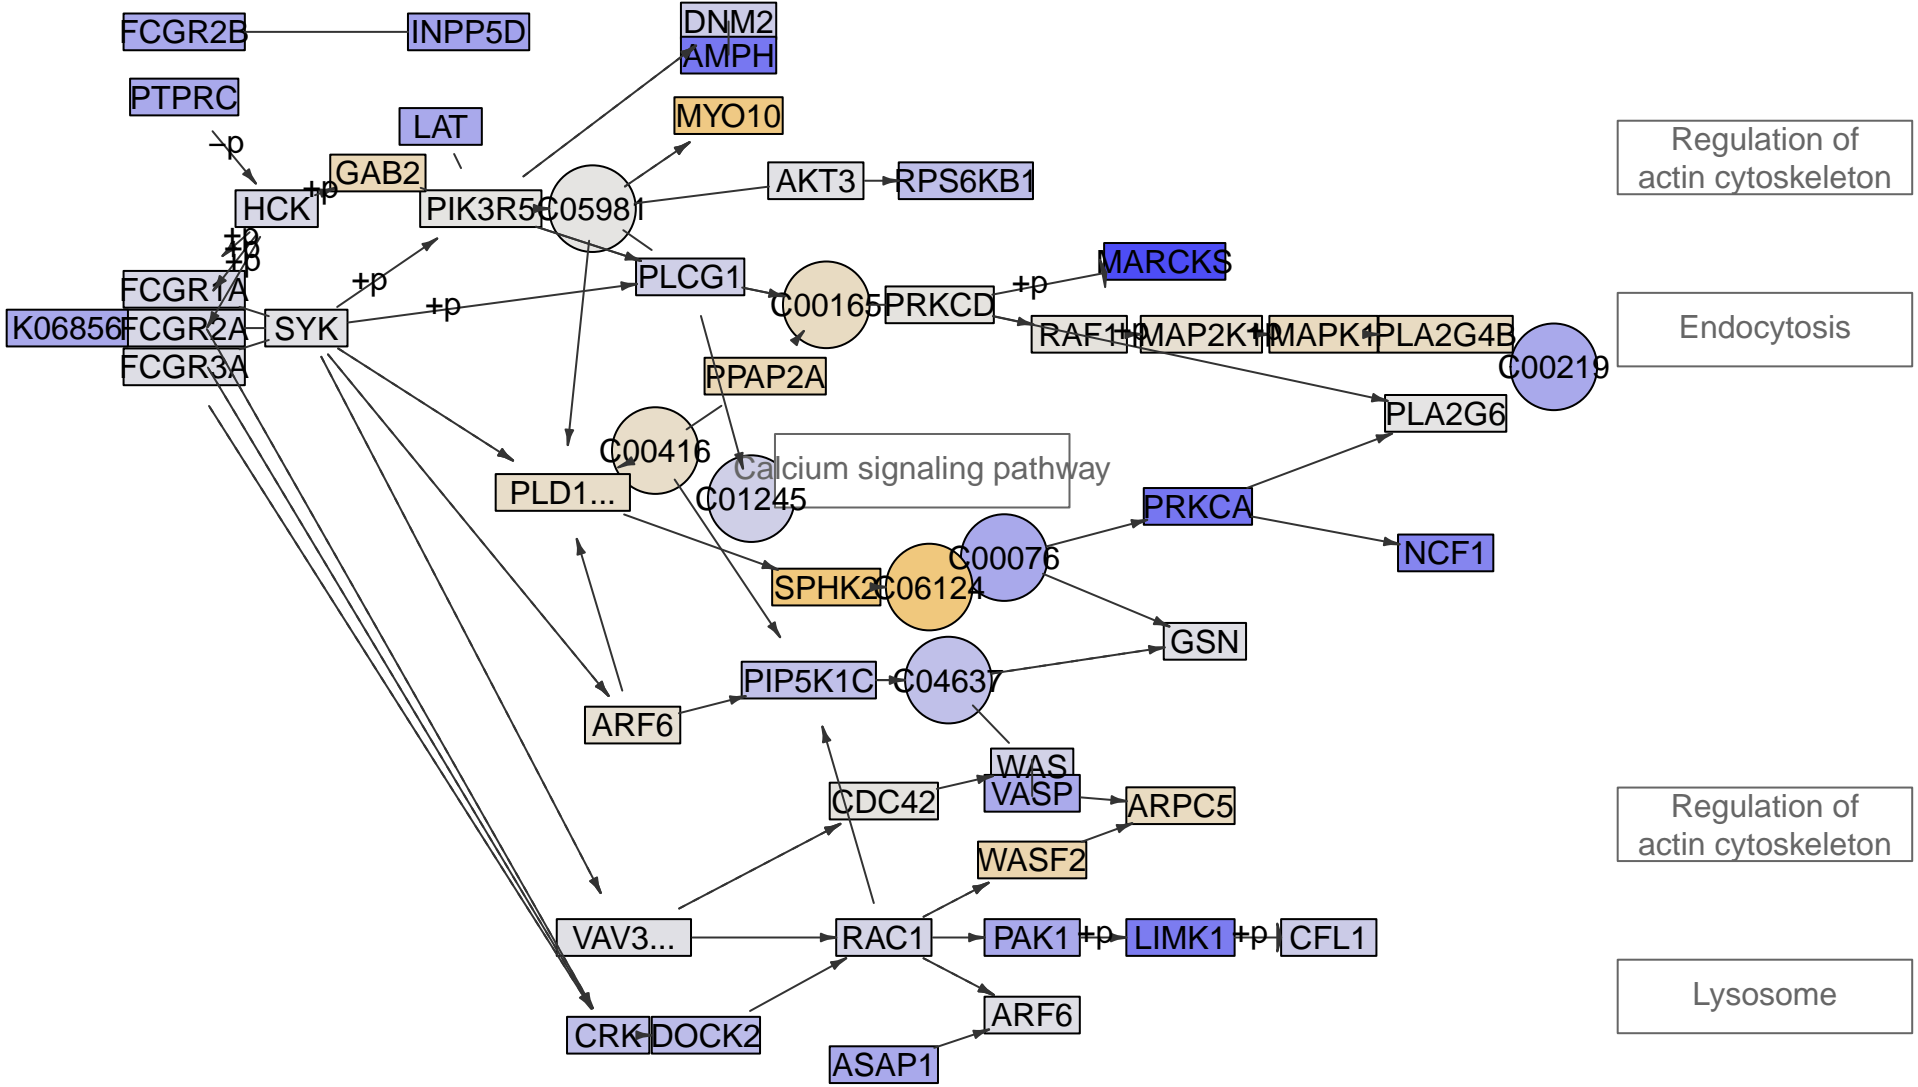 FCGR2B
INPP5D
DNM2
AMPH
PTPRC
LAT
MYO10
Regulation of
actin cytoskeleton
–p
GAB2
+p
HCK
PIK3R5
C05981
AKT3
RPS6KB1
+p
+p
+p
FCGR1A
+p
PLCG1
MARCKS
+p
+p
C00165
PRKCD
K06856
FCGR2A
SYK
RAF1
+p
MAP2K1
+p
MAPK1
PLA2G4B
Endocytosis
FCGR3A
PPAP2A
C00219
PLA2G6
C00416
Calcium signaling pathway
PLD1...
C01245
PRKCA
NCF1
C00076
SPHK2
C06124
GSN
PIP5K1C
C04637
ARF6
WAS
VASP
CDC42
ARPC5
Regulation of
actin cytoskeleton
WASF2
VAV3...
RAC1
PAK1
+p
LIMK1
+p
CFL1
Lysosome
ARF6
CRK
DOCK2
ASAP1